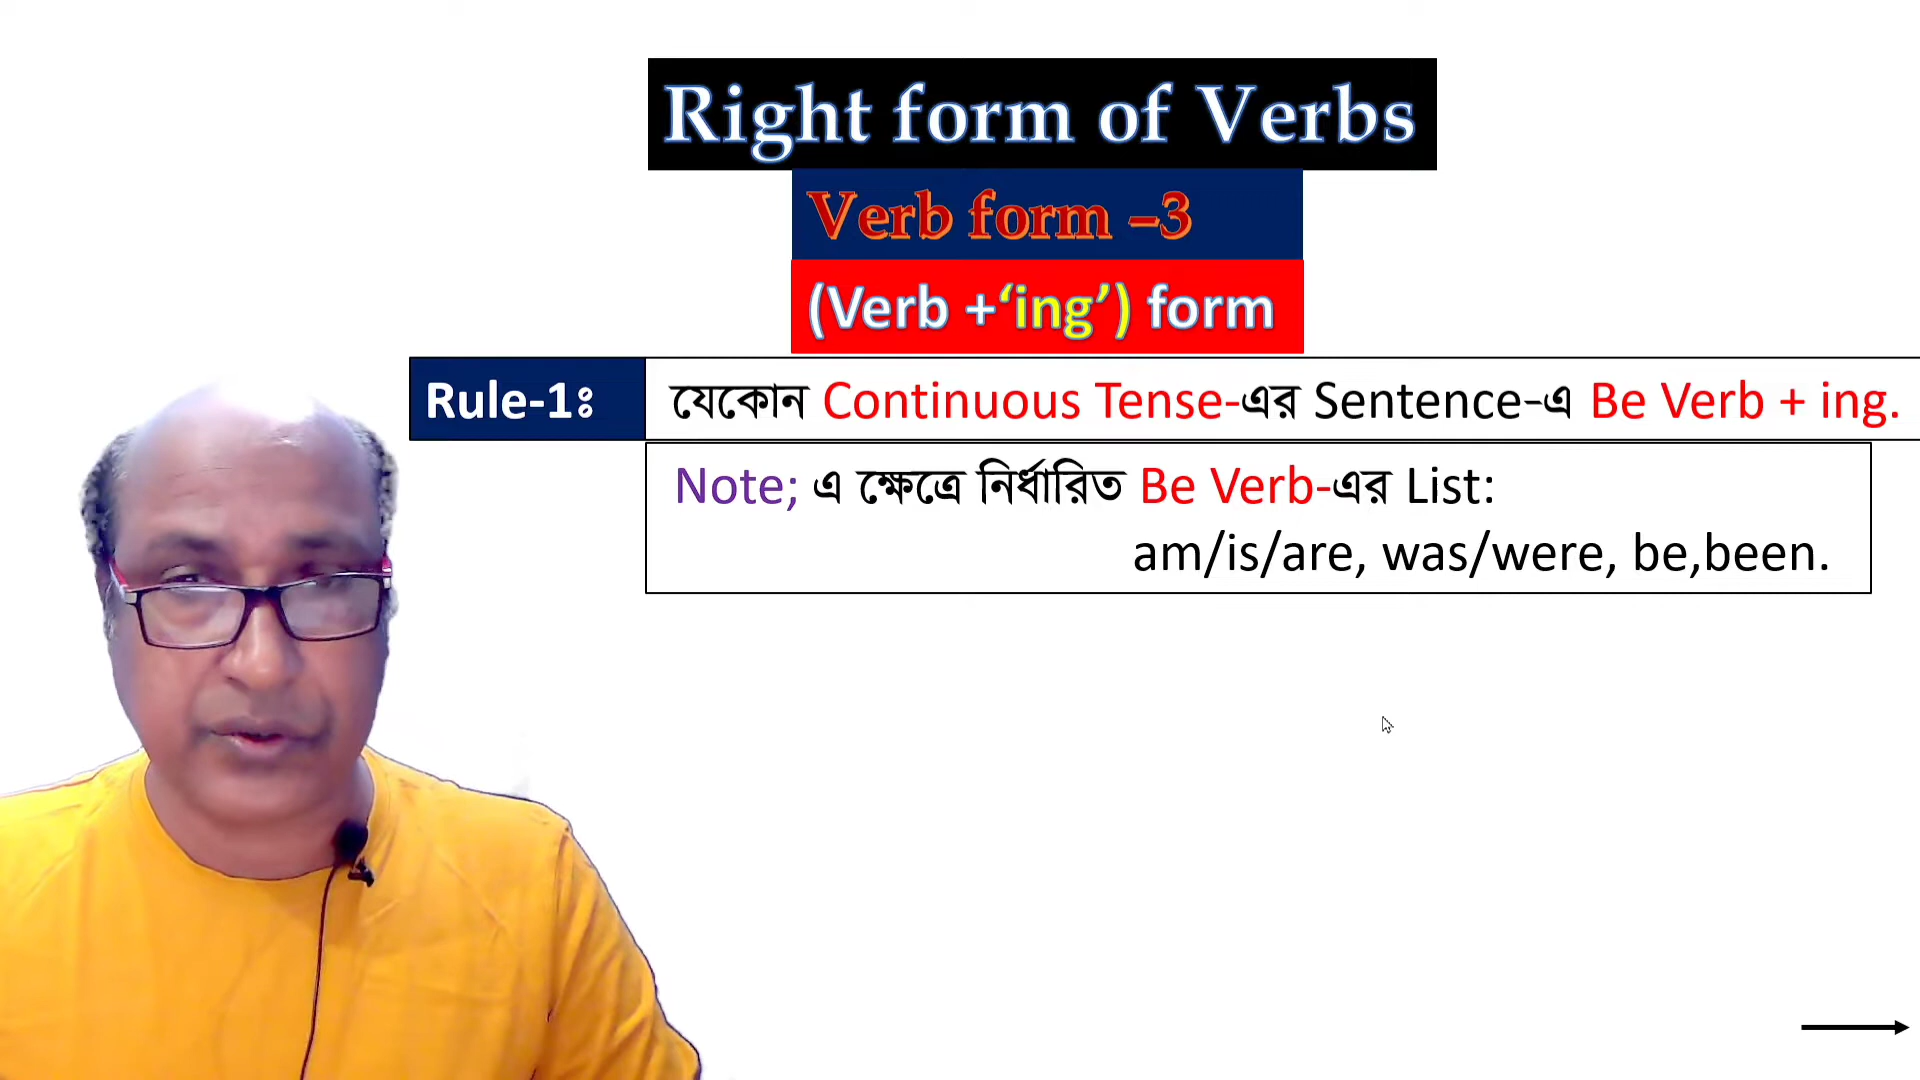 Right form of Verbs
Verb form –3
(Verb +‘ing’) form
Rule-1ঃ যেকোন Continuous Tense-এর Sentence-এ Be Verb + ing.
Note; এ ক্ষেত্রে নির্ধারিত Be Verb-এর List:
am/is/are, was/were, be,been.